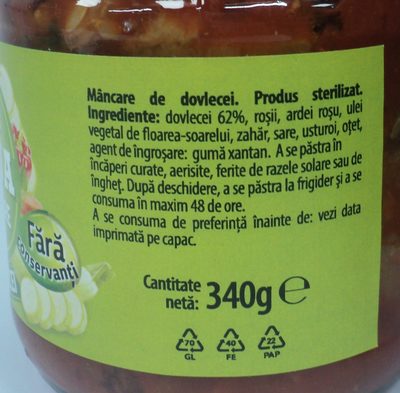 Mâncare de dovlecei. Produs sterilizat.
Ingrediente: dovlecei 62%, roșii, ardei roșu, ulei
vegetal de floarea-soarelui, zahăr, sare, usturoi, oțet,
agent de îngroșare: gumă xantan. A se păstra în
încăperi curate, aerisite, ferite de razele solare sau de
îngheț. După deschidere, a se păstra la frigider și a se
consuma în maxim 48 de ore.
A se consuma de preferință înainte de: vezi data
imprimată pe capac.
Fără
conservanți
Cantitate
netă: 340g ℮
70 40 22
GL FE PAP